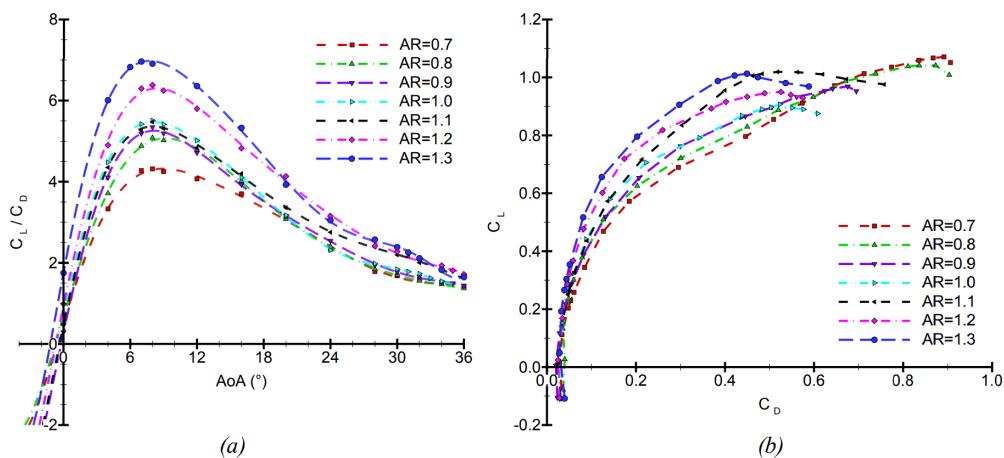 8
6
4
2
0
-2
0
6
12
18
24
30
36
C L / C D
AoA (°)
AR=0.7
AR=0.8
AR=0.9
AR=1.0
AR=1.1
AR=1.2
AR=1.3
(a)
1.2
1.0
0.8
0.6
0.4
0.2
0.0
-0.2
0.0
0.2
0.4
0.6
0.8
1.0
C L
C D
AR=0.7
AR=0.8
AR=0.9
AR=1.0
AR=1.1
AR=1.2
AR=1.3
(b)